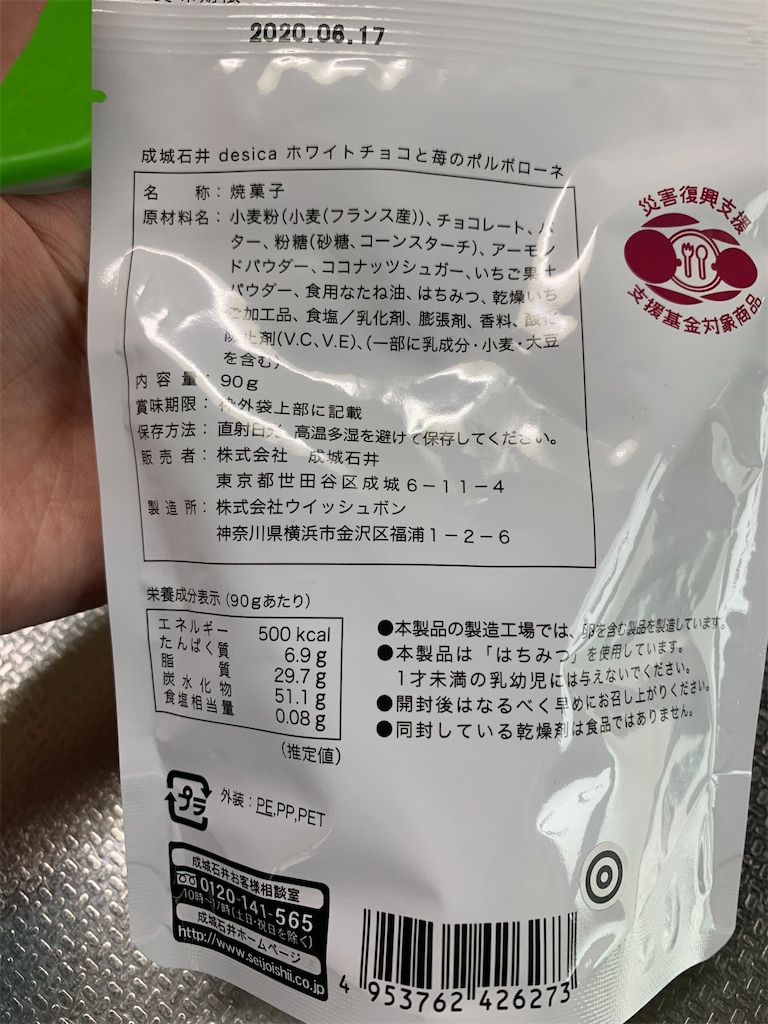 2020.06.17
成城石井 desica ホワイトチョコと苺のポルボローネ
名 称：焼菓子
原材料名：小麦粉(小麦(フランス産))、チョコレート、バ
ター、粉糖(砂糖、コーンスターチ)、アーモン
ドパウダー、ココナッツシュガー、いちご果汁
パウダー、食用なたね油、はちみつ、乾燥いち
ご加工品、食塩／乳化剤、膨張剤、香料、酸化
防止剤(V.C、V.E)、(一部に乳成分・小麦・大豆
を含む)
内容量：90g
賞味期限：枠外袋上部に記載
保存方法：直射日光、高温多湿を避けて保存してください。
販売者：株式会社 成城石井
東京都世田谷区成城6－11－4
製造所：株式会社ウイッシュボン
神奈川県横浜市金沢区福浦1－2－6
災害復興支援
支援基金対象商品
栄養成分表示(90gあたり)
エネルギー 500 kcal
たんぱく質 6.9 g
脂質 29.7 g
炭水化物 51.1 g
食塩相当量 0.08 g
(推定値)
●本製品の製造工場では、卵を含む製品を製造しています。
●本製品は「はちみつ」を使用しています。
1才未満の乳幼児には与えないでください。
●開封後はなるべく早めにお召し上がりください。
●同封している乾燥剤は食品ではありません。
プラ
外装：PE,PP,PET
成城石井お客様相談室
0120-141-565
10時～17時(土日・祝日を除く)
成城石井ホームページ
http://www.seijoishii.co.jp
4 953762 426273